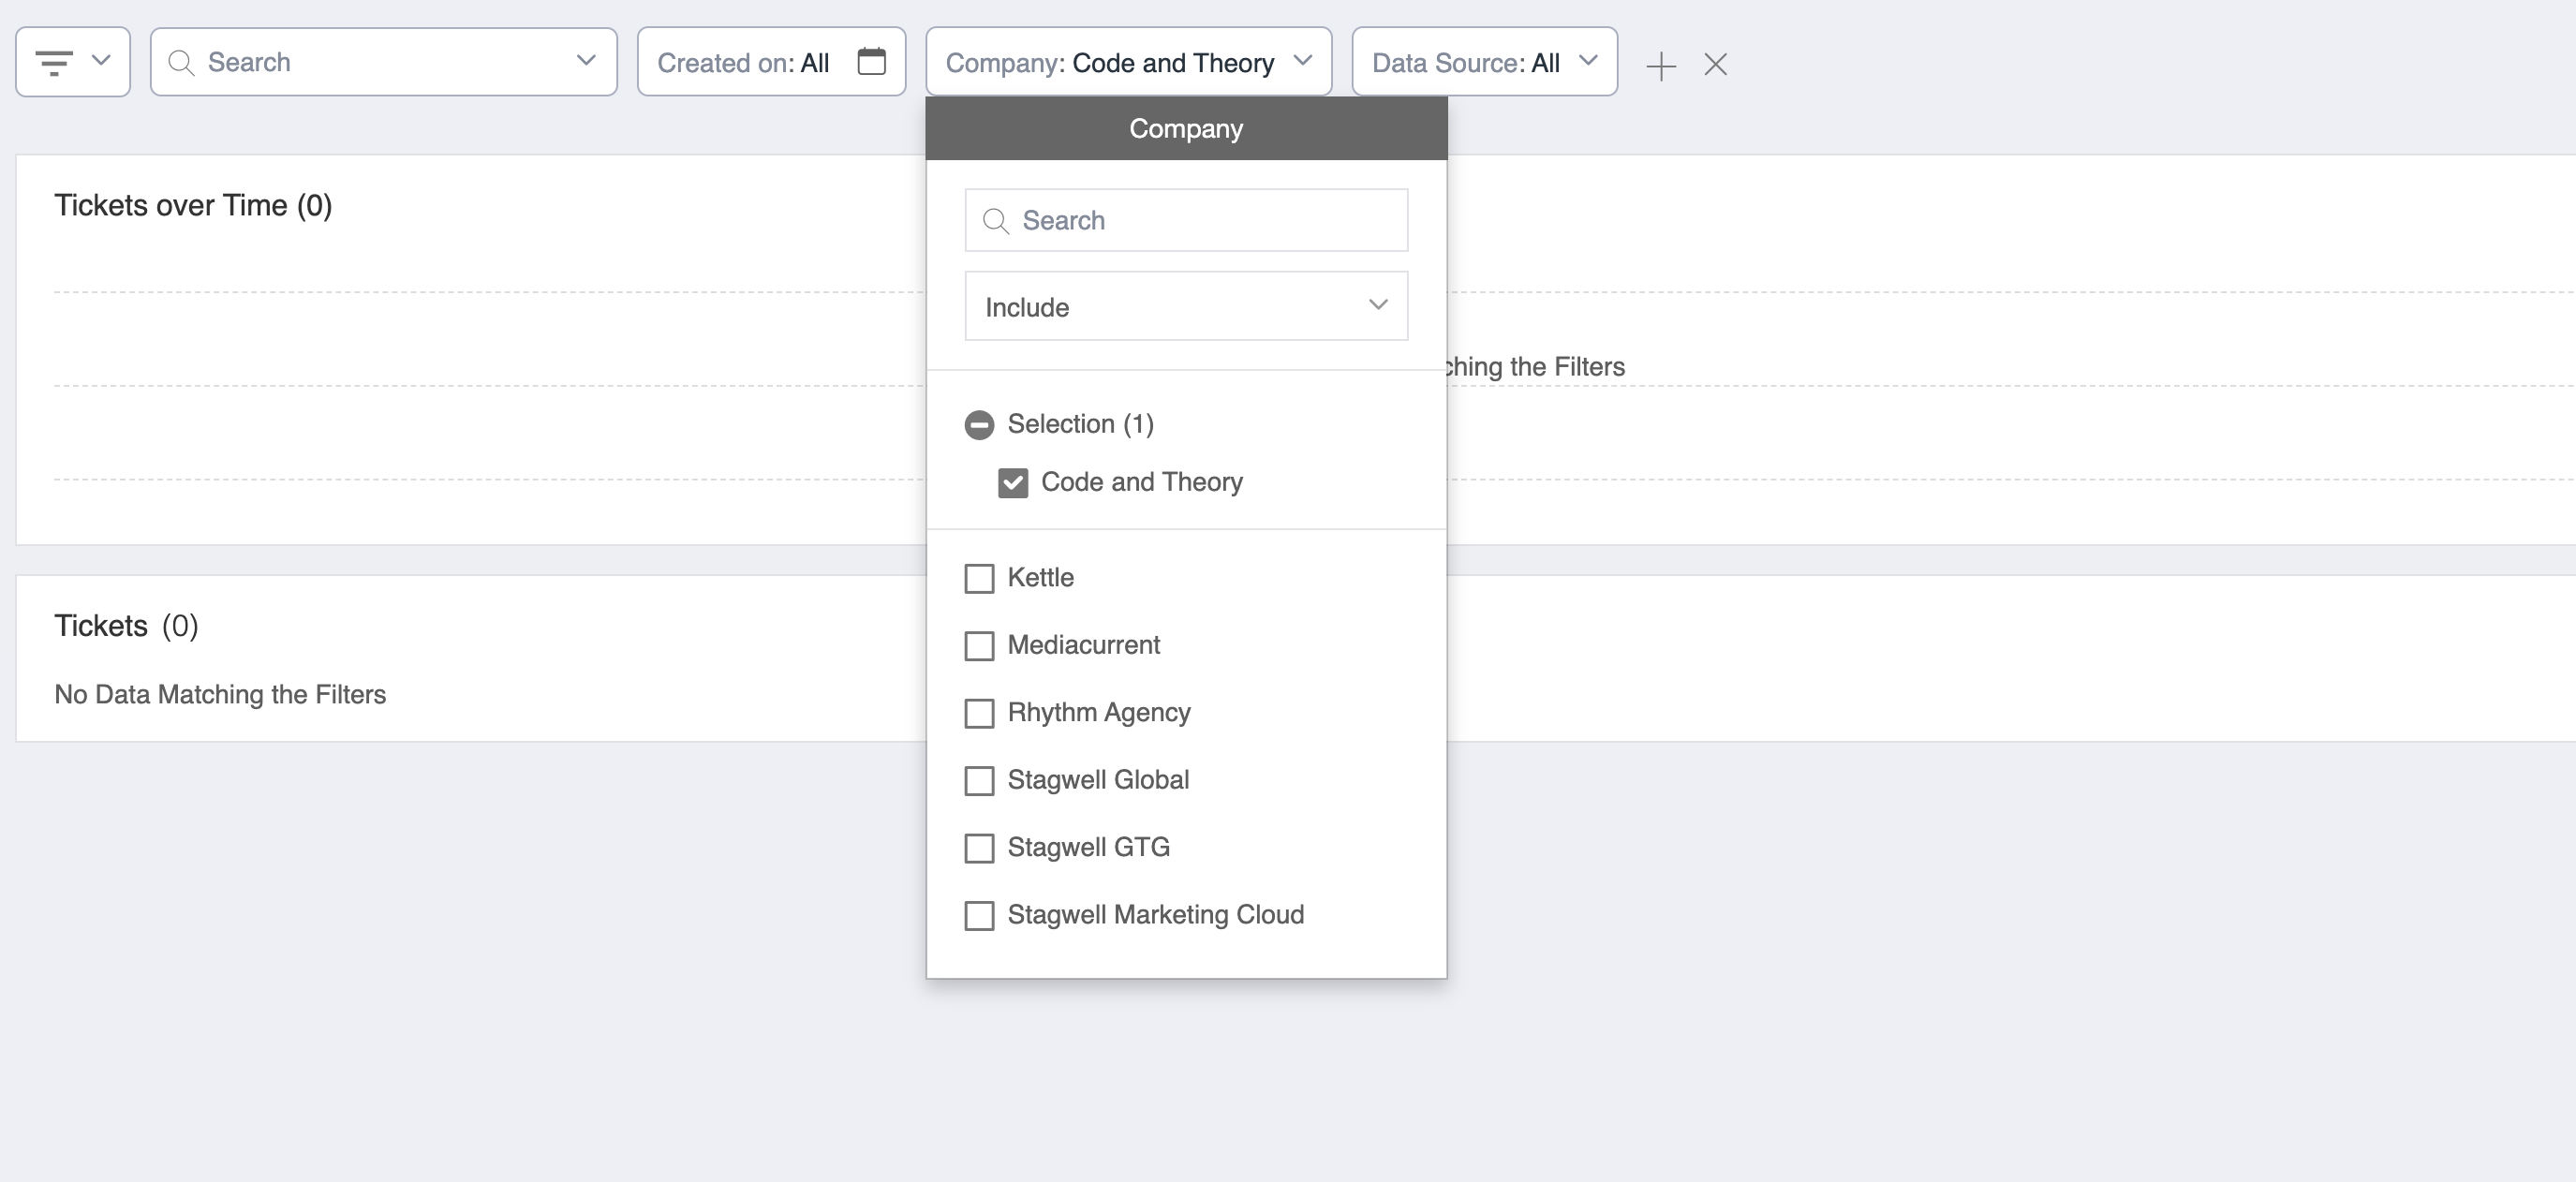 Search
Created on: All
Company: Code and Theory
Data Source: All
Company
Search
Include
Selection (1)
Code and Theory
Kettle
Mediacurrent
Rhythm Agency
Stagwell Global
Stagwell GTG
Stagwell Marketing Cloud
Tickets over Time (0)
ching the Filters
Tickets (0)
No Data Matching the Filters